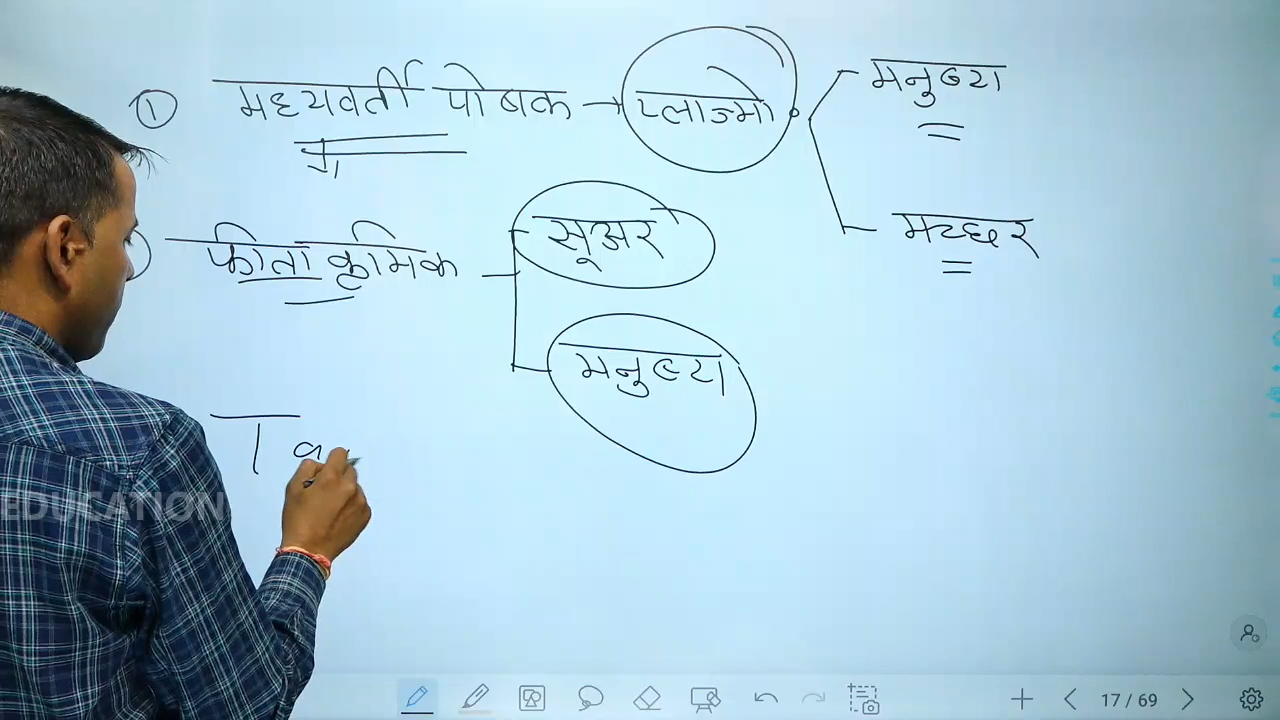 ① मध्यवर्ती पोषक → प्लाज्मो
मनुष्य
मच्छर
फीता कृमिक
सूअर
मनुष्य
Ta
EDUCATION
17 / 69